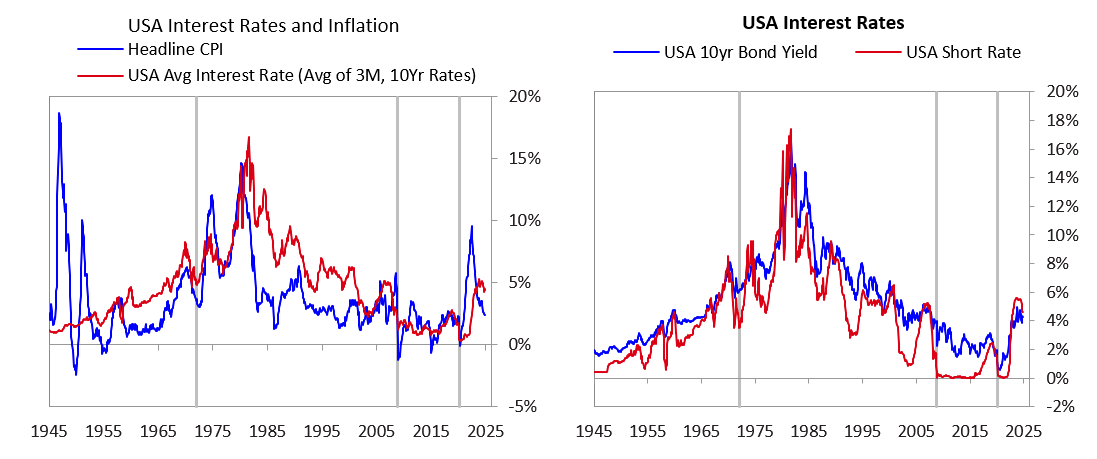 USA Interest Rates and Inflation
Headline CPI
USA Avg Interest Rate (Avg of 3M, 10Yr Rates)
20%
15%
10%
5%
0%
-5%
1945 1955 1965 1975 1985 1995 2005 2015 2025
USA Interest Rates
USA 10yr Bond Yield USA Short Rate
20%
18%
16%
14%
12%
10%
8%
6%
4%
2%
0%
-2%
1945 1955 1965 1975 1985 1995 2005 2015 2025